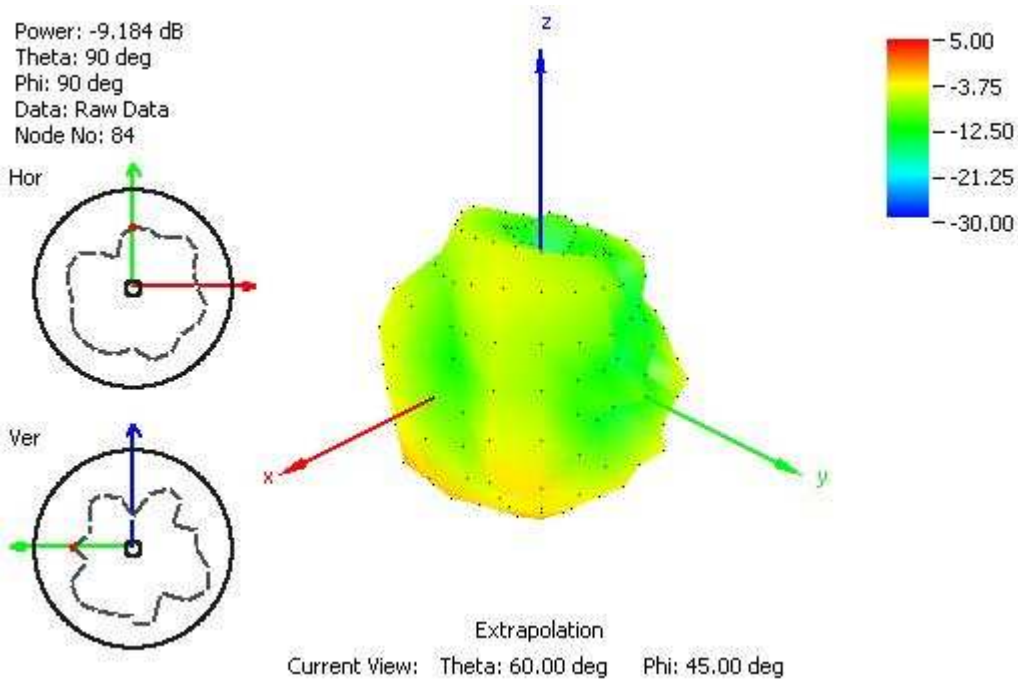 Power: -9.184 dB
Theta: 90 deg
Phi: 90 deg
Data: Raw Data
Node No: 84
Hor
Ver
z
x
y
5.00
-3.75
-12.50
-21.25
-30.00
Extrapolation
Current View: Theta: 60.00 deg Phi: 45.00 deg